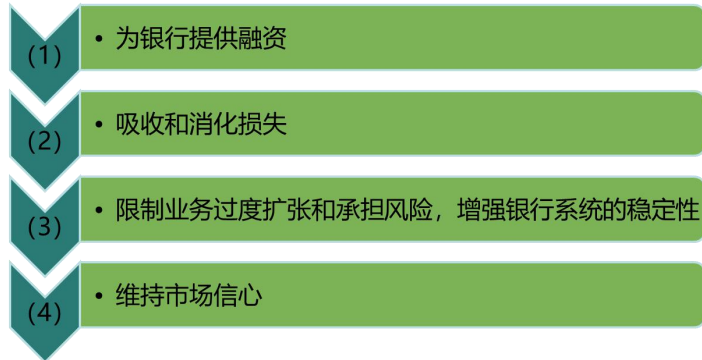 (1) • 为银行提供融资
(2) • 吸收和消化损失
(3) • 限制业务过度扩张和承担风险，增强银行系统的稳定性
(4) • 维持市场信心